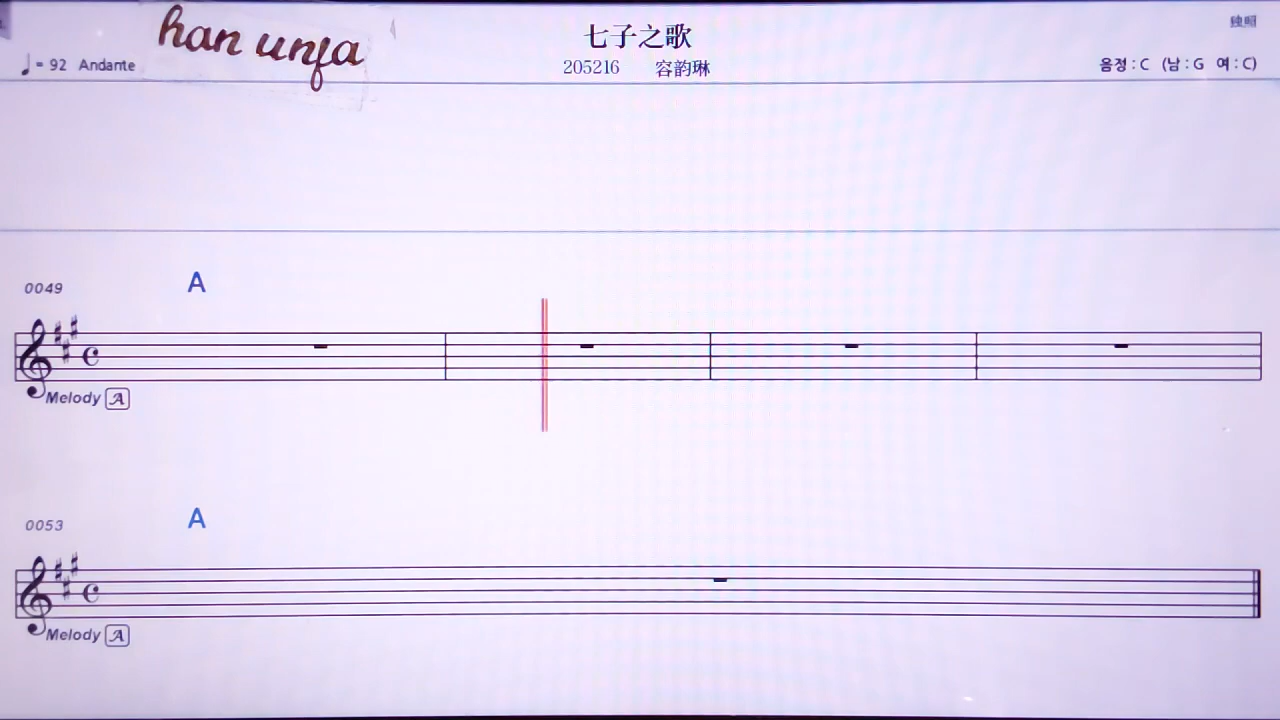 han unfa
七子之歌
♩= 92 Andante
205216 容韵琳
음정 : C (남 : G 여 : C)
0049
A
Melody A
0053
A
Melody A